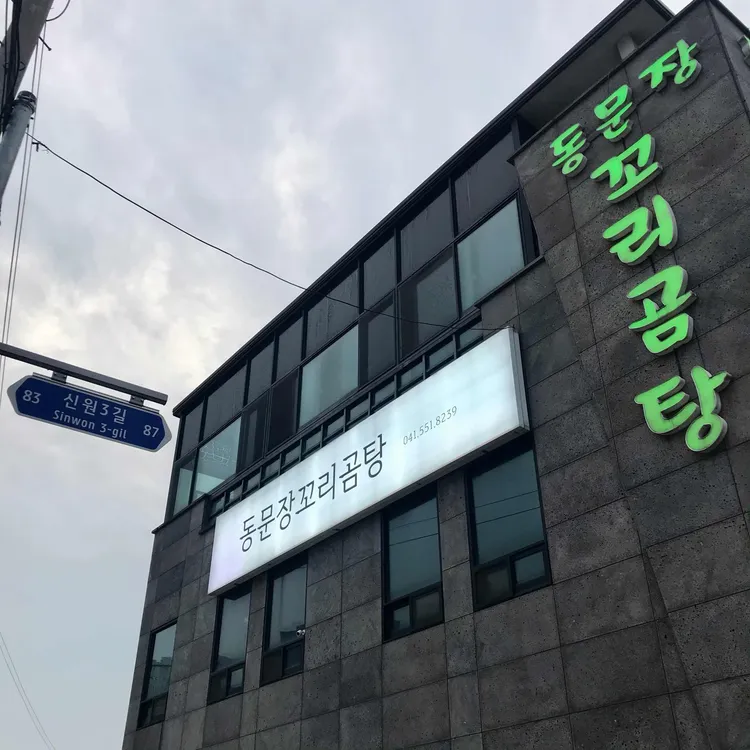 동문장
꼬리곰탕
동문장꼬리곰탕 041.551.8239
83 신원3길 87
Sinwon 3-gil